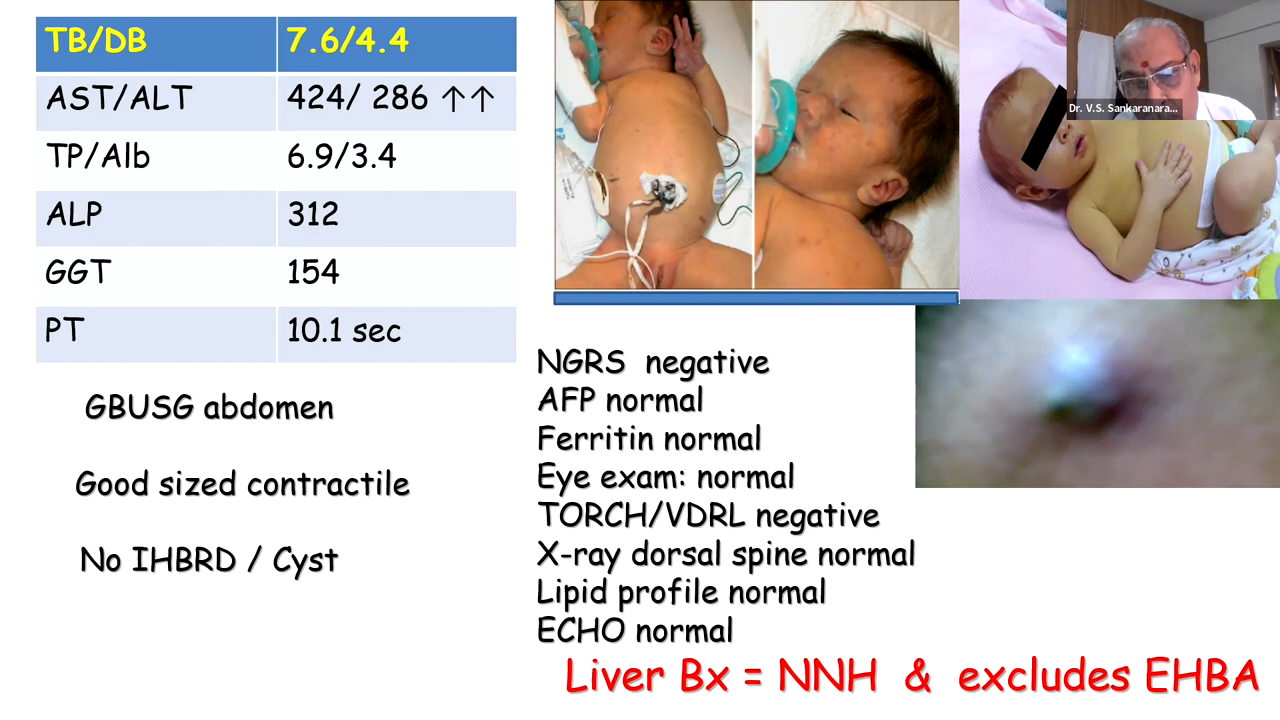 TB/DB 7.6/4.4
AST/ALT 424/ 286 ↑↑
TP/Alb 6.9/3.4
ALP 312
GGT 154
PT 10.1 sec
GBUSG abdomen
Good sized contractile
No IHBRD / Cyst
Dr. V.S. Sankaranara...
NGRS negative
AFP normal
Ferritin normal
Eye exam: normal
TORCH/VDRL negative
X-ray dorsal spine normal
Lipid profile normal
ECHO normal
Liver Bx = NNH & excludes EHBA